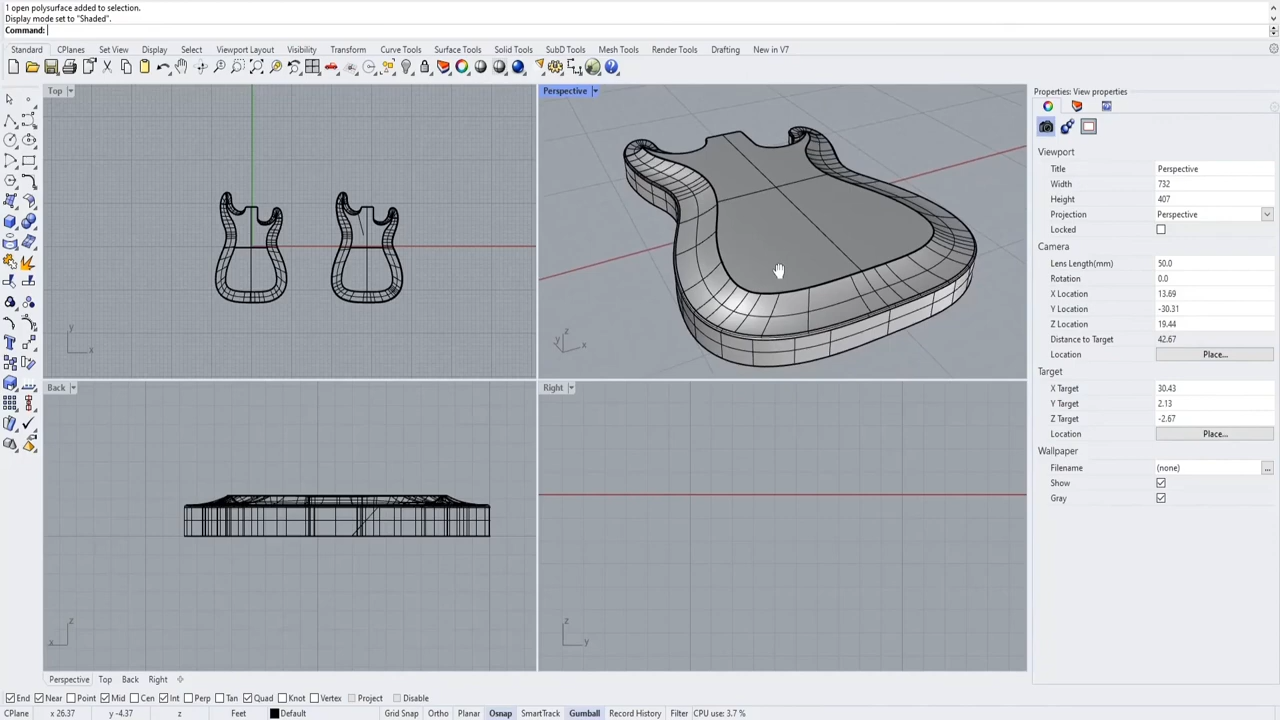 1 open polysurface added to selection.
Display mode set to "Shaded".
Command:
Standard CPlanes Set View Display Select Viewport Layout Visibility Transform Curve Tools Surface Tools Solid Tools SubD Tools Mesh Tools Render Tools Drafting New in V7
Top
Perspective
Properties: View properties
Viewport
Title Perspective
Width 732
Height 407
Projection Perspective
Locked
Camera
Lens Length(mm) 50.0
Rotation 0.0
X Location 13.69
Y Location -30.31
Z Location 19.44
Distance to Target 42.67
Location Place...
Target
X Target 30.43
Y Target 2.13
Z Target -2.67
Location Place...
Wallpaper
Filename (none) ...
Show
Gray
y
x
z
y
x
Back
Right
z
x
z
y
Perspective Top Back Right
End Near Point Mid Cen Int Perp Tan Quad Knot Vertex Project Disable
CPlane x 26.37 y -4.37 z Feet Default Grid Snap Ortho Planar Osnap SmartTrack Gumball Record History Filter CPU use: 3.7 %